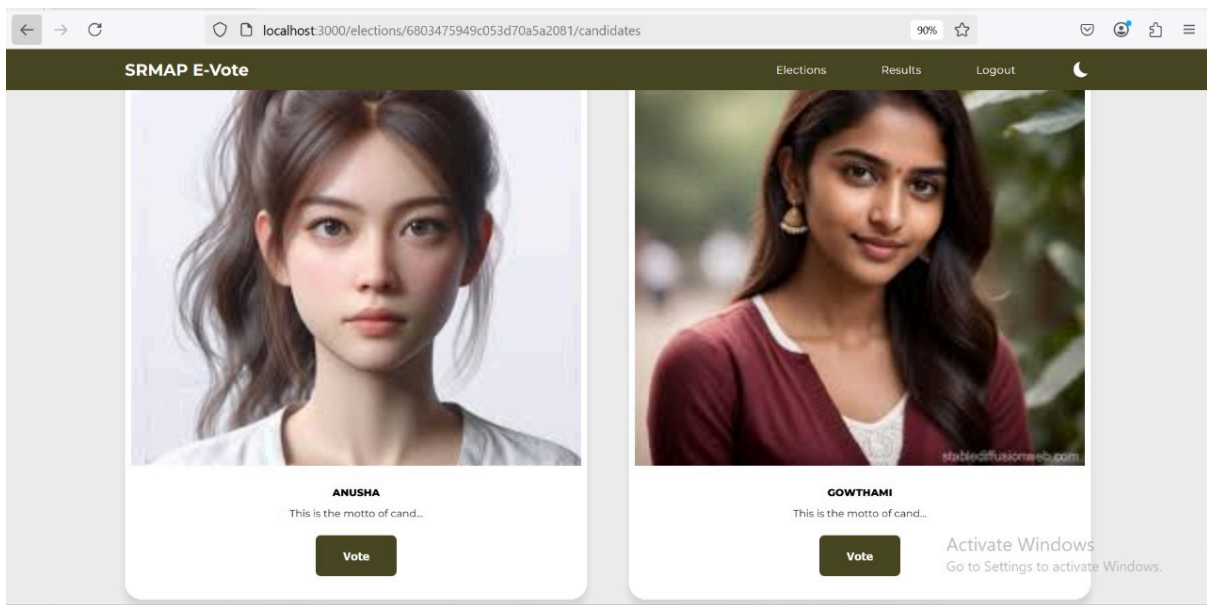 localhost:3000/elections/6803475949c053d70a5a2081/candidates
90%
SRMAP E-Vote
Elections
Results
Logout
stablediffusionweb.com
ANUSHA
This is the motto of cand...
Vote
GOWTHAMI
This is the motto of cand...
Vote
Activate Windows
Go to Settings to activate Windows.